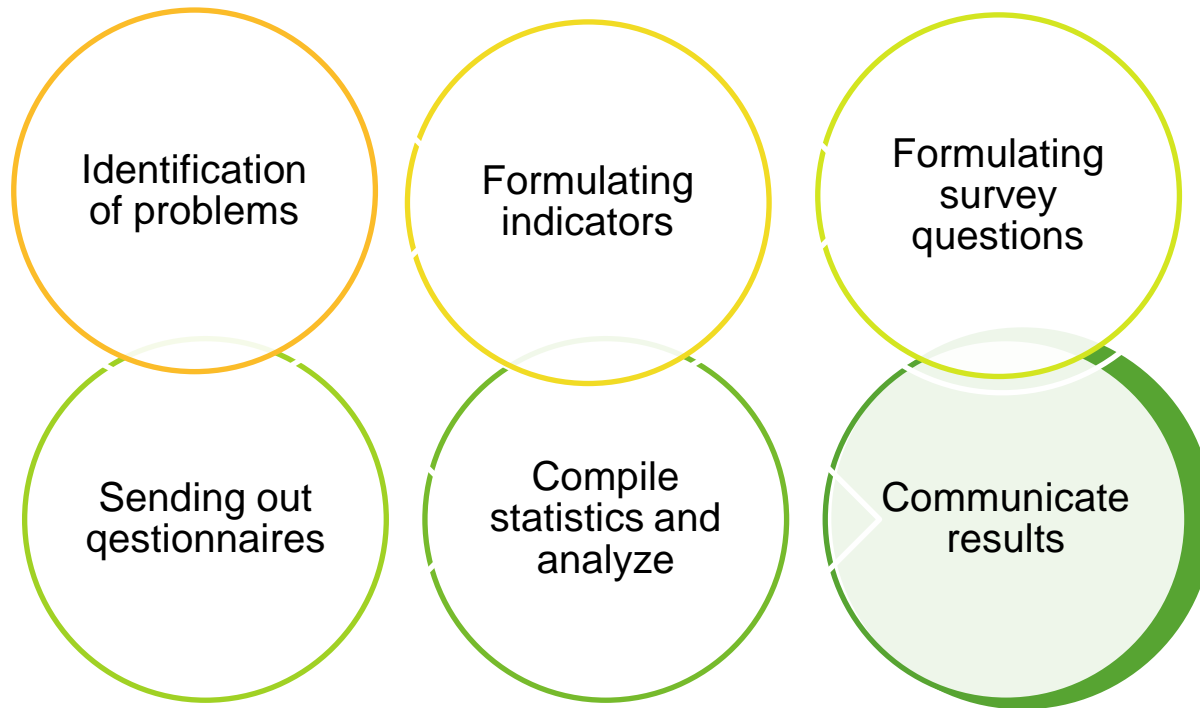 Identification
of problems
Formulating
indicators
Formulating
survey
questions
Sending out
qestionnaires
Compile
statistics and
analyze
Communicate
results